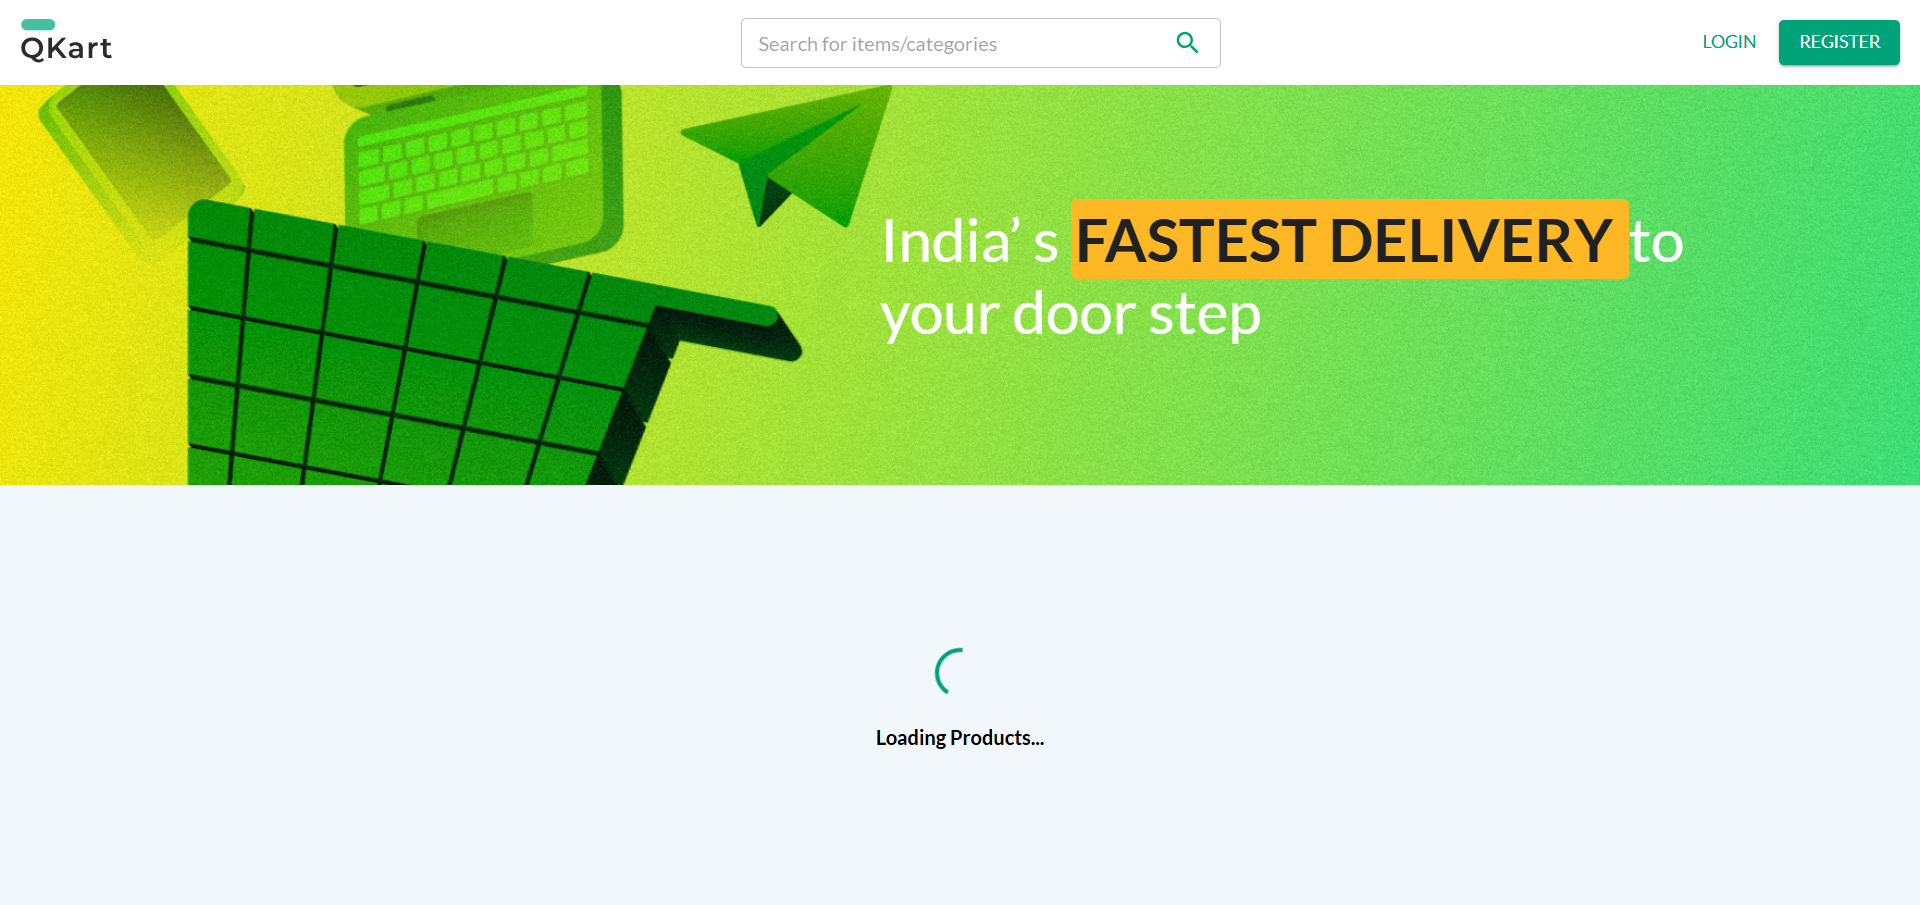 QKart
Search for items/categories
LOGIN
REGISTER
India’ s FASTEST DELIVERY to
your door step
Loading Products...